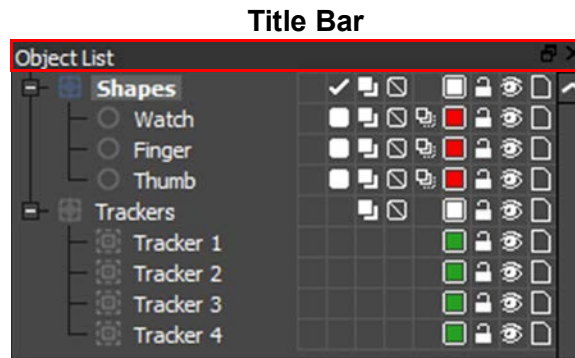 Title Bar
Object List
Shapes
Watch
Finger
Thumb
Trackers
Tracker 1
Tracker 2
Tracker 3
Tracker 4